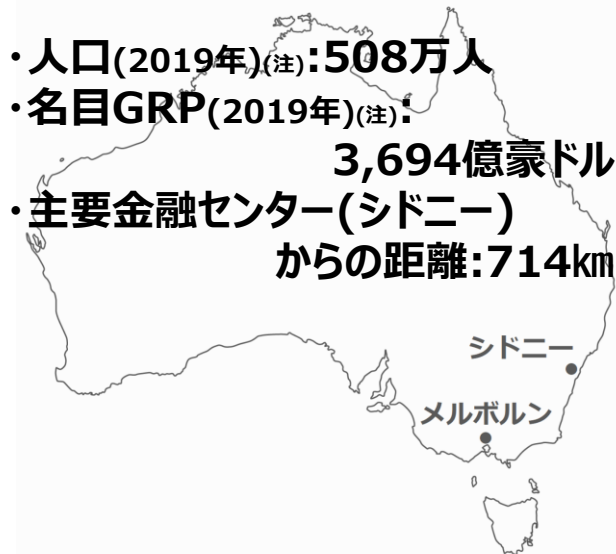 ・人口(2019年)(注):508万人
・名目GRP(2019年)(注):
3,694億豪ドル
・主要金融センター(シドニー)
からの距離:714㎞
シドニー
メルボルン